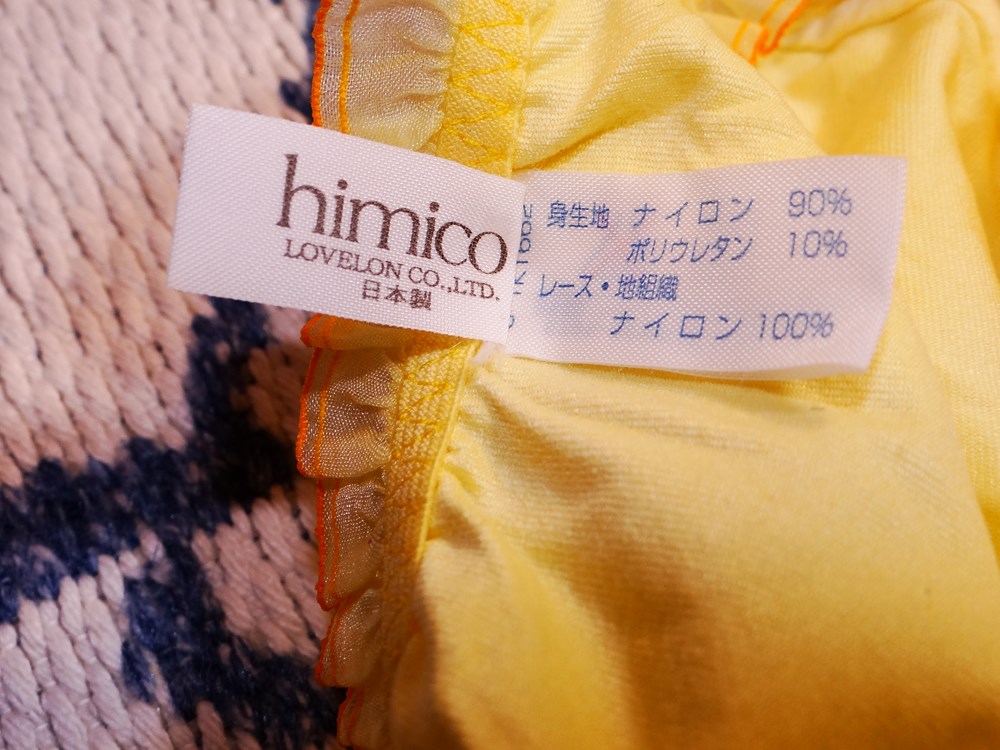 himico
LOVELON CO.,LTD.
日本製
身生地 ナイロン 90%
ポリウレタン 10%
レース・地組織
ナイロン 100%